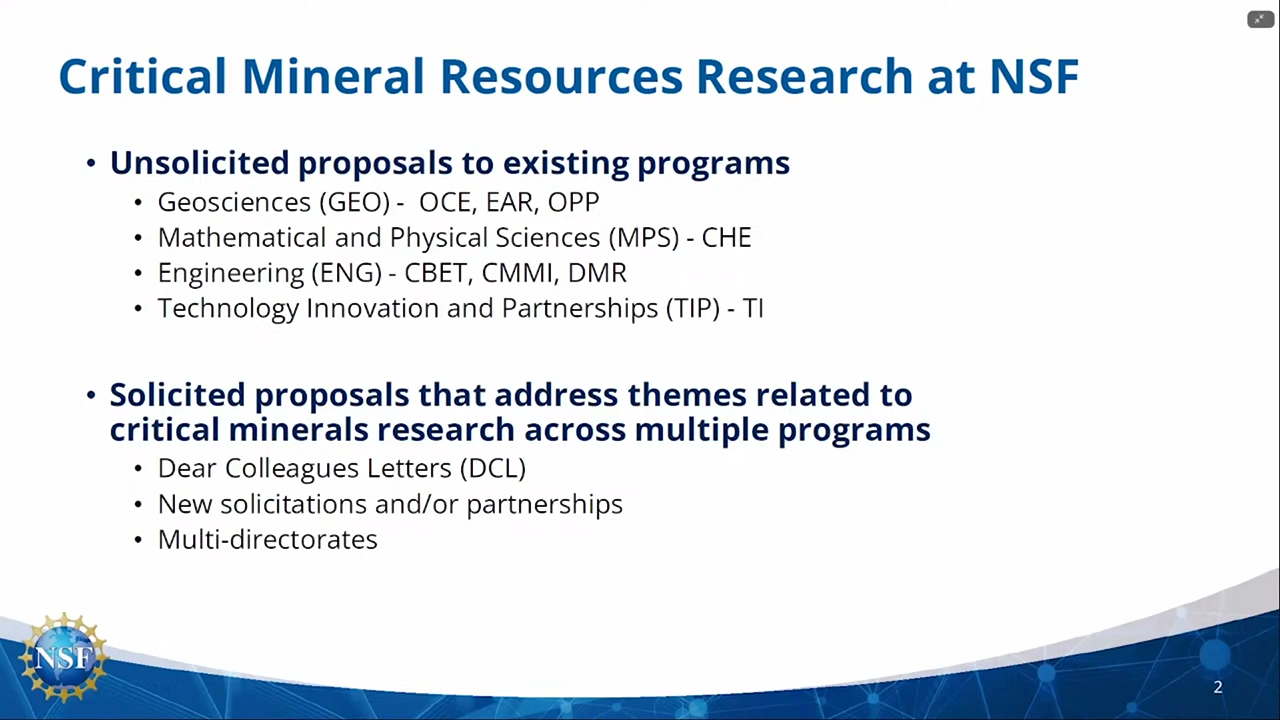 Critical Mineral Resources Research at NSF
• Unsolicited proposals to existing programs
• Geosciences (GEO) - OCE, EAR, OPP
• Mathematical and Physical Sciences (MPS) - CHE
• Engineering (ENG) - CBET, CMMI, DMR
• Technology Innovation and Partnerships (TIP) - TI
• Solicited proposals that address themes related to
critical minerals research across multiple programs
• Dear Colleagues Letters (DCL)
• New solicitations and/or partnerships
• Multi-directorates
NSF
2